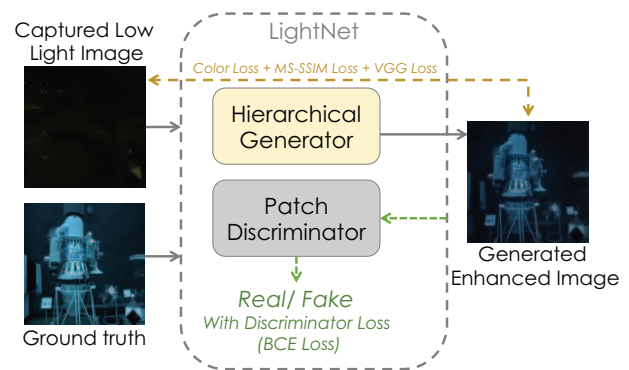 Captured Low
Light Image
LightNet
Color Loss + MS-SSIM Loss + VGG Loss
Hierarchical
Generator
Patch
Discriminator
Generated
Enhanced Image
Real/ Fake
With Discriminator Loss
(BCE Loss)
Ground truth